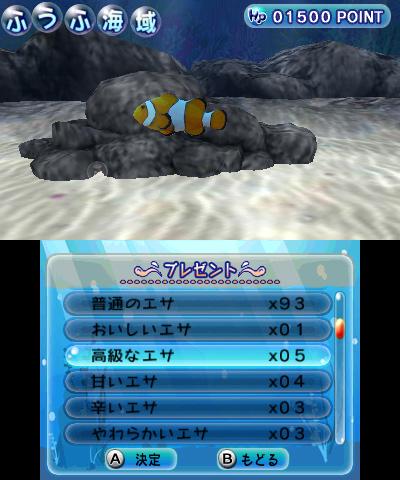 ふうふ海域
HP 01500 POINT
プレゼント
普通のエサ x93
おいしいエサ x01
高級なエサ x05
甘いエサ x04
辛いエサ x03
やわらかいエサ x03
A 決定 B もどる